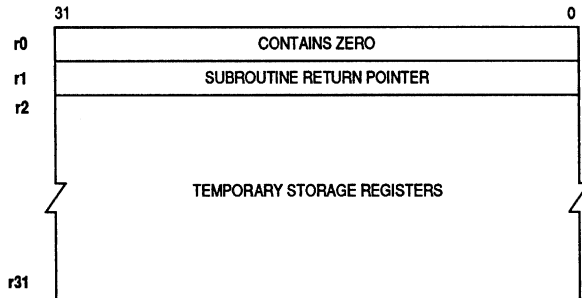 31 0
r0 CONTAINS ZERO
r1 SUBROUTINE RETURN POINTER
r2
TEMPORARY STORAGE REGISTERS
r31